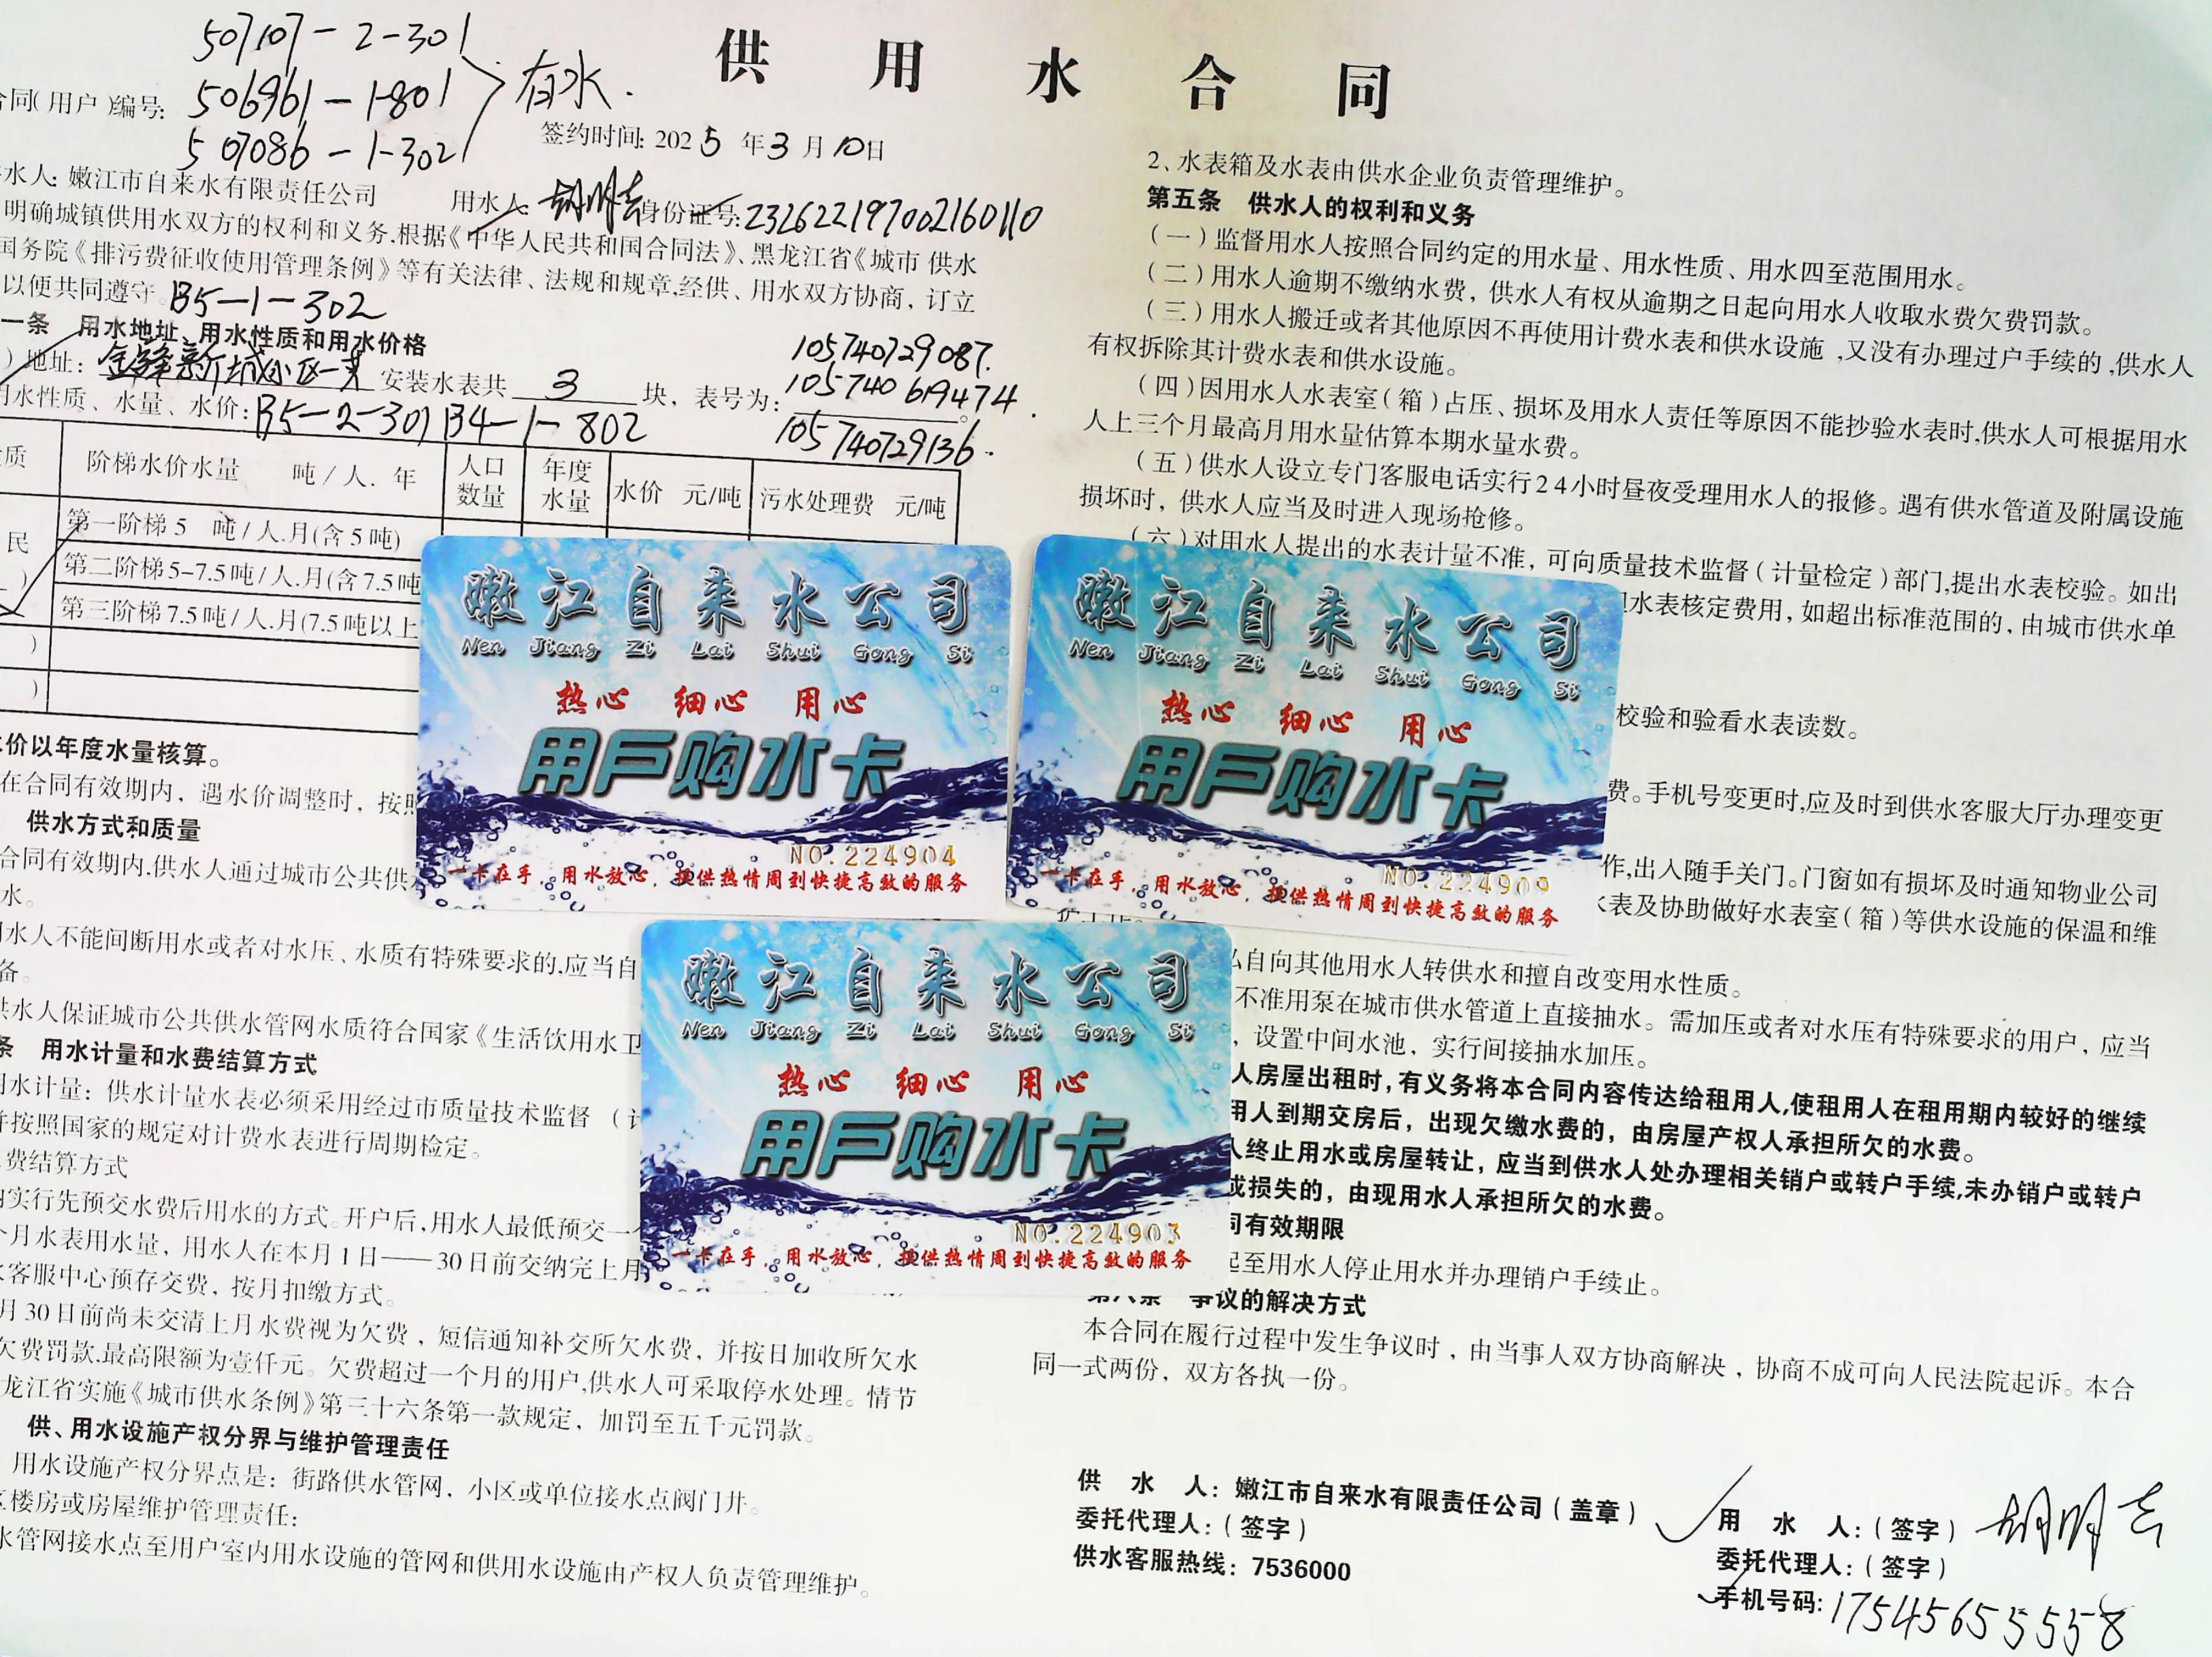 供用水合同
507107-2-301
合同(用户)编号: 506961-1-801 有水.
507086-1-302
签约时间: 2025年3月10日
水人: 嫩江市自来水有限责任公司 用水人: 胡明 身份证号: 232622197002160110
明确城镇供用水双方的权利和义务.根据《中华人民共和国合同法》、黑龙江省《城市 供水
国务院《排污费征收使用管理条例》等有关法律、法规和规章,经供、用水双方协商，订立
以便共同遵守。 B5-1-302
一条 用水地址、用水性质和用水价格
）地址: 新城小区 安装水表共 3 块，表号为: 105740729087.
105740619474.
105740729136.
用水性质、水量、水价: B5-2-301 B4-1-802
质 阶梯水价水量 吨/人.年 人口数量 年度水量 水价 元/吨 污水处理费 元/吨
民 第一阶梯5 吨/人.月(含5吨)
） 第二阶梯5-7.5吨/人.月(含7.5吨
第三阶梯7.5吨/人.月(7.5吨以上
）
）
价以年度水量核算。
在合同有效期内，遇水价调整时，按照
供水方式和质量
合同有效期内.供水人通过城市公共供水
水。
用水人不能间断用水或者对水压、水质有特殊要求的,应当自
备。
供水人保证城市公共供水管网水质符合国家《生活饮用水卫
条 用水计量和水费结算方式
用水计量：供水计量水表必须采用经过市质量技术监督（计
并按照国家的规定对计费水表进行周期检定。
费结算方式
实行先预交水费后用水的方式。开户后,用水人最低预交一个
个月水表用水量，用水人在本月1日——30日前交纳完上月
水客服中心预存交费，按月扣缴方式。
月30日前尚未交清上月水费视为欠费，短信通知补交所欠水费，并按日加收所欠水
欠费罚款,最高限额为壹仟元。欠费超过一个月的用户,供水人可采取停水处理。情节
龙江省实施《城市供水条例》第三十六条第一款规定，加罚至五千元罚款。
供、用水设施产权分界与维护管理责任
用水设施产权分界点是：街路供水管网，小区或单位接水点阀门井。
楼房或房屋维护管理责任:
水管网接水点至用户室内用水设施的管网和供用水设施由产权人负责管理维护。
2、水表箱及水表由供水企业负责管理维护。
第五条 供水人的权利和义务
(一)监督用水人按照合同约定的用水量、用水性质、用水四至范围用水。
(二)用水人逾期不缴纳水费，供水人有权从逾期之日起向用水人收取水费欠费罚款。
(三)用水人搬迁或者其他原因不再使用计费水表和供水设施,又没有办理过户手续的,供水人
有权拆除其计费水表和供水设施。
(四)因用水人水表室(箱)占压、损坏及用水人责任等原因不能抄验水表时,供水人可根据用水
人上三个月最高月用水量估算本期水量水费。
(五)供水人设立专门客服电话实行24小时昼夜受理用水人的报修。遇有供水管道及附属设施
损坏时，供水人应当及时进入现场抢修。
(六)对用水人提出的水表计量不准，可向质量技术监督(计量检定)部门,提出水表校验。如出
水表核定费用，如超出标准范围的，由城市供水单
校验和验看水表读数。
费。手机号变更时,应及时到供水客服大厅办理变更
作,出入随手关门。门窗如有损坏及时通知物业公司
水表及协助做好水表室(箱)等供水设施的保温和维
私自向其他用水人转供水和擅自改变用水性质。
不准用泵在城市供水管道上直接抽水。需加压或者对水压有特殊要求的用户，应当
，设置中间水池，实行间接抽水加压。
人房屋出租时,有义务将本合同内容传达给租用人,使租用人在租用期内较好的继续
用人到期交房后，出现欠缴水费的，由房屋产权人承担所欠的水费。
人终止用水或房屋转让，应当到供水人处办理相关销户或转户手续,未办销户或转户
成损失的，由现用水人承担所欠的水费。
同有效期限
起至用水人停止用水并办理销户手续止。
第八条 争议的解决方式
本合同在履行过程中发生争议时，由当事人双方协商解决，协商不成可向人民法院起诉。本合
同一式两份，双方各执一份。
供 水 人：嫩江市自来水有限责任公司(盖章)
委托代理人:(签字)
供水客服热线：7536000
用 水 人:(签字) 胡明
委托代理人:(签字)
手机号码: 17545655558
嫩江自来水公司
Nen Jiang Zi Lai Shui Gong Si
热心 细心 用心
用户购水卡
NO.224904
一卡在手，用水放心，提供热情周到快捷高效的服务
嫩江自来水公司
Nen Jiang Zi Lai Shui Gong Si
热心 细心 用心
用户购水卡
NO.224909
一卡在手，用水放心，提供热情周到快捷高效的服务
嫩江自来水公司
Nen Jiang Zi Lai Shui Gong Si
热心 细心 用心
用户购水卡
NO.224903
一卡在手，用水放心，提供热情周到快捷高效的服务